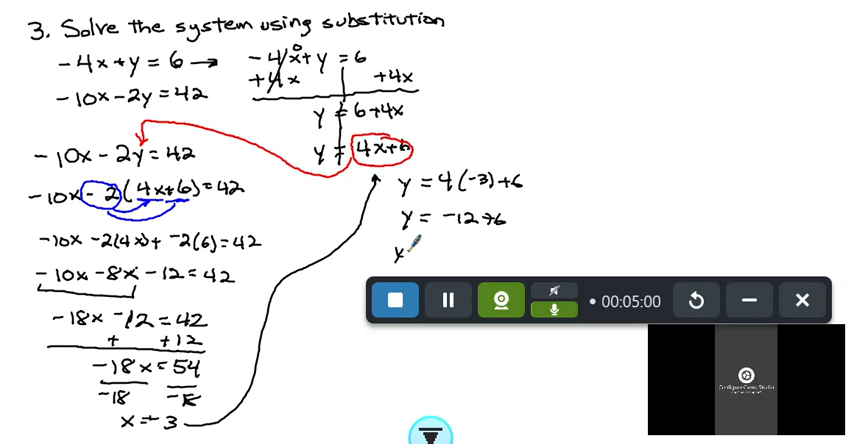 3. Solve the system using substitution
-4x+y=6 →
-10x-2y=42
-4x+y=6
0
+4x +4x
y = 6+4x
y = 4x+6
-10x-2y=42
-10x-2(4x+6)=42
-10x-2(4x)+ -2(6)=42
-10x-8x-12=42
-18x-12=42
+ +12
-18x=54
-18
x=-3
y = 4(-3)+6
y = -12+6
y
00:05:00